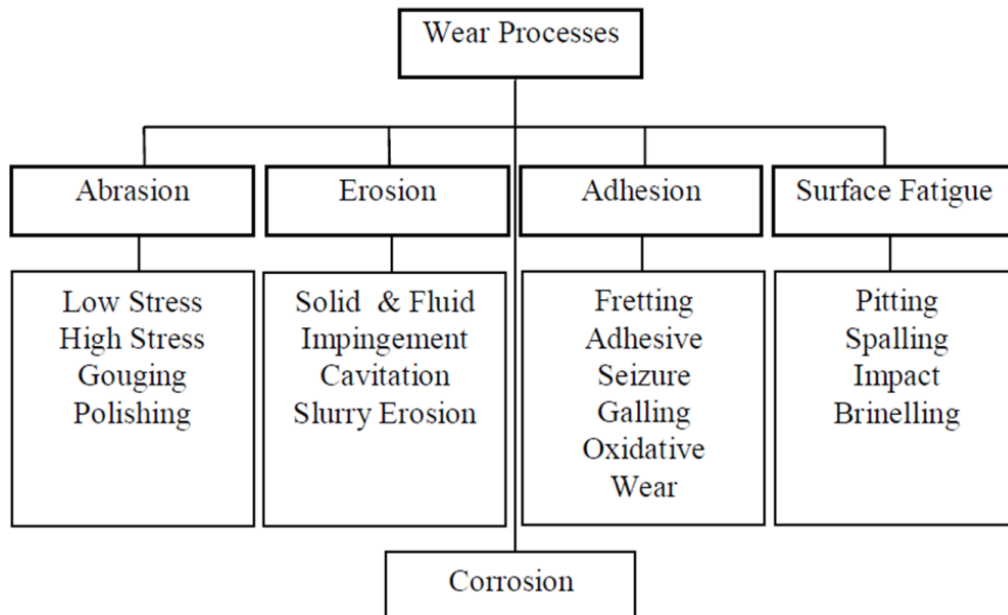 Wear Processes
Abrasion
Erosion
Adhesion
Surface Fatigue
Low Stress
High Stress
Gouging
Polishing
Solid & Fluid
Impingement
Cavitation
Slurry Erosion
Fretting
Adhesive
Seizure
Galling
Oxidative
Wear
Pitting
Spalling
Impact
Brinelling
Corrosion